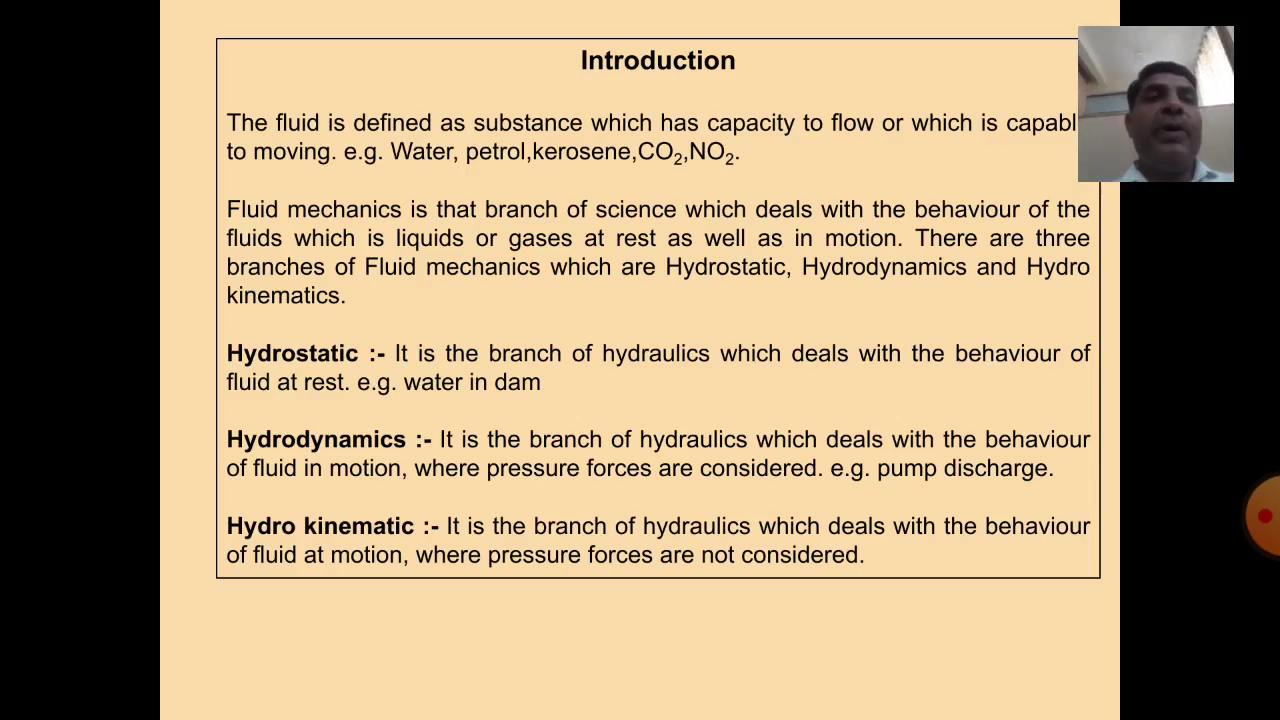 Introduction
The fluid is defined as substance which has capacity to flow or which is capabl
to moving. e.g. Water, petrol,kerosene,CO₂,NO₂.
Fluid mechanics is that branch of science which deals with the behaviour of the
fluids which is liquids or gases at rest as well as in motion. There are three
branches of Fluid mechanics which are Hydrostatic, Hydrodynamics and Hydro
kinematics.
Hydrostatic :- It is the branch of hydraulics which deals with the behaviour of
fluid at rest. e.g. water in dam
Hydrodynamics :- It is the branch of hydraulics which deals with the behaviour
of fluid in motion, where pressure forces are considered. e.g. pump discharge.
Hydro kinematic :- It is the branch of hydraulics which deals with the behaviour
of fluid at motion, where pressure forces are not considered.